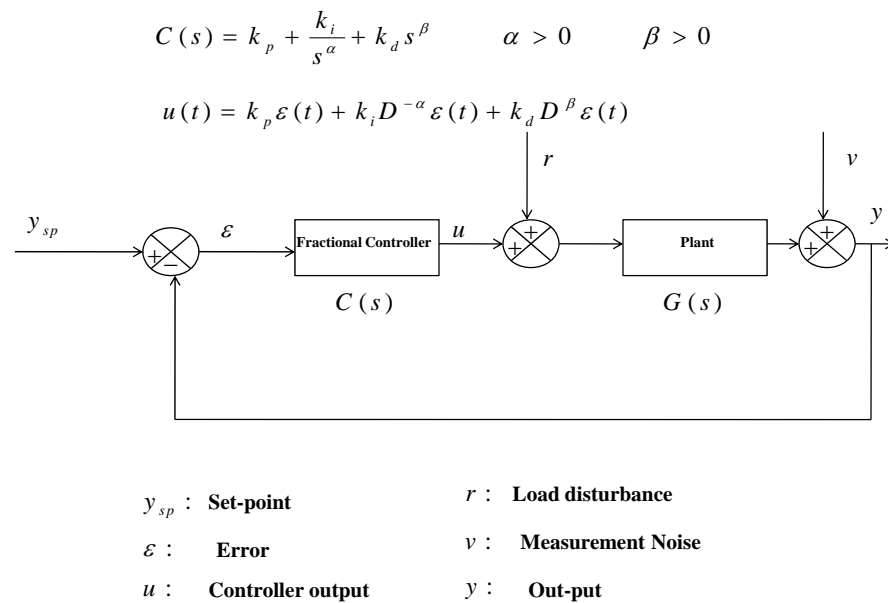 C(s) = k_p + k_i/s^α + k_d s^β   α > 0   β > 0
u(t) = k_p ε(t) + k_i D^{-α} ε(t) + k_d D^β ε(t)
r
v
y_sp
ε
Fractional Controller
u
Plant
y
+
−
+
+
+
+
C(s)
G(s)
y_sp : Set-point
r : Load disturbance
ε : Error
v : Measurement Noise
u : Controller output
y : Out-put